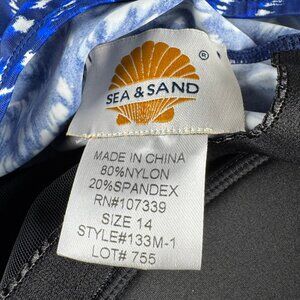 ®
SEA & SAND
MADE IN CHINA
80%NYLON
20%SPANDEX
RN#107339
SIZE 14
STYLE#133M-1
LOT# 755